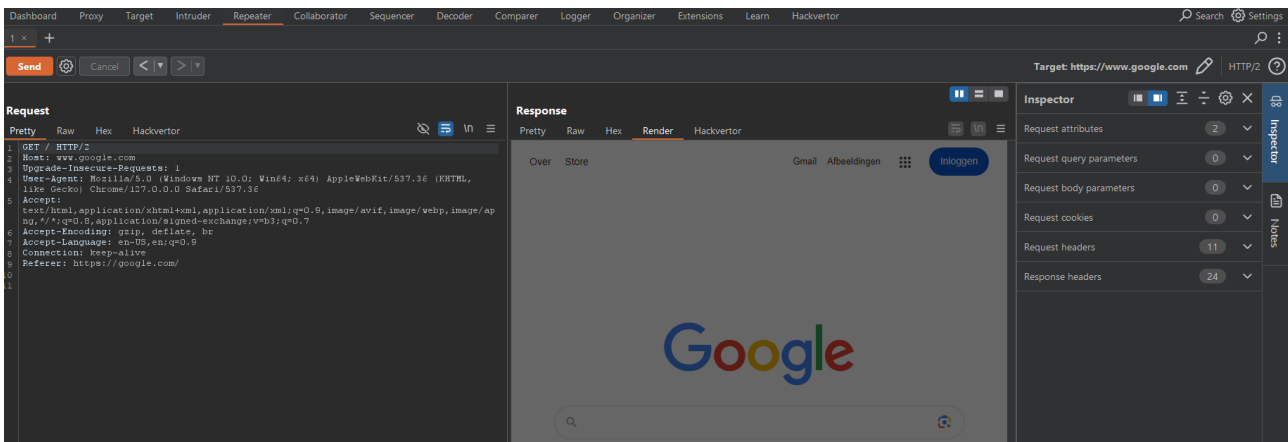 Dashboard Proxy Target Intruder Repeater Collaborator Sequencer Decoder Comparer Logger Organizer Extensions Learn Hackvertor Search Settings
1 × +
Send Cancel < > Target: https://www.google.com HTTP/2 ?
Request
Pretty Raw Hex Hackvertor \n
1 GET / HTTP/2
2 Host: www.google.com
3 Upgrade-Insecure-Requests: 1
4 User-Agent: Mozilla/5.0 (Windows NT 10.0; Win64; x64) AppleWebKit/537.36 (KHTML,
like Gecko) Chrome/127.0.0.0 Safari/537.36
5 Accept:
text/html,application/xhtml+xml,application/xml;q=0.9,image/avif,image/webp,image/ap
ng,*/*;q=0.8,application/signed-exchange;v=b3;q=0.7
6 Accept-Encoding: gzip, deflate, br
7 Accept-Language: en-US,en;q=0.9
8 Connection: keep-alive
9 Referer: https://google.com/
10
11
Response
Pretty Raw Hex Render Hackvertor \n
Over Store Gmail Afbeeldingen Inloggen
Google
Inspector
Request attributes 2
Request query parameters 0
Request body parameters 0
Request cookies 0
Request headers 11
Response headers 24
Inspector
Notes